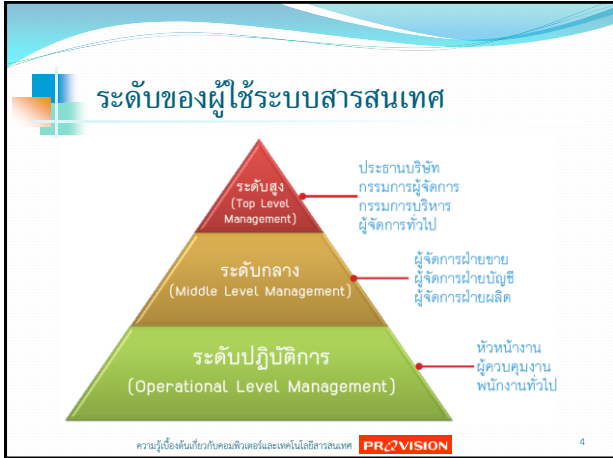 ระดับของผู้ใช้ระบบสารสนเทศ
ระดับสูง
(Top Level
Management)
ประธานบริษัท
กรรมการผู้จัดการ
กรรมการบริหาร
ผู้จัดการทั่วไป
ระดับกลาง
(Middle Level Management)
ผู้จัดการฝ่ายขาย
ผู้จัดการฝ่ายบัญชี
ผู้จัดการฝ่ายผลิต
ระดับปฏิบัติการ
(Operational Level Management)
หัวหน้างาน
ผู้ควบคุมงาน
พนักงานทั่วไป
ความรู้เบื้องต้นเกี่ยวกับคอมพิวเตอร์และเทคโนโลยีสารสนเทศ
PROVISION
4